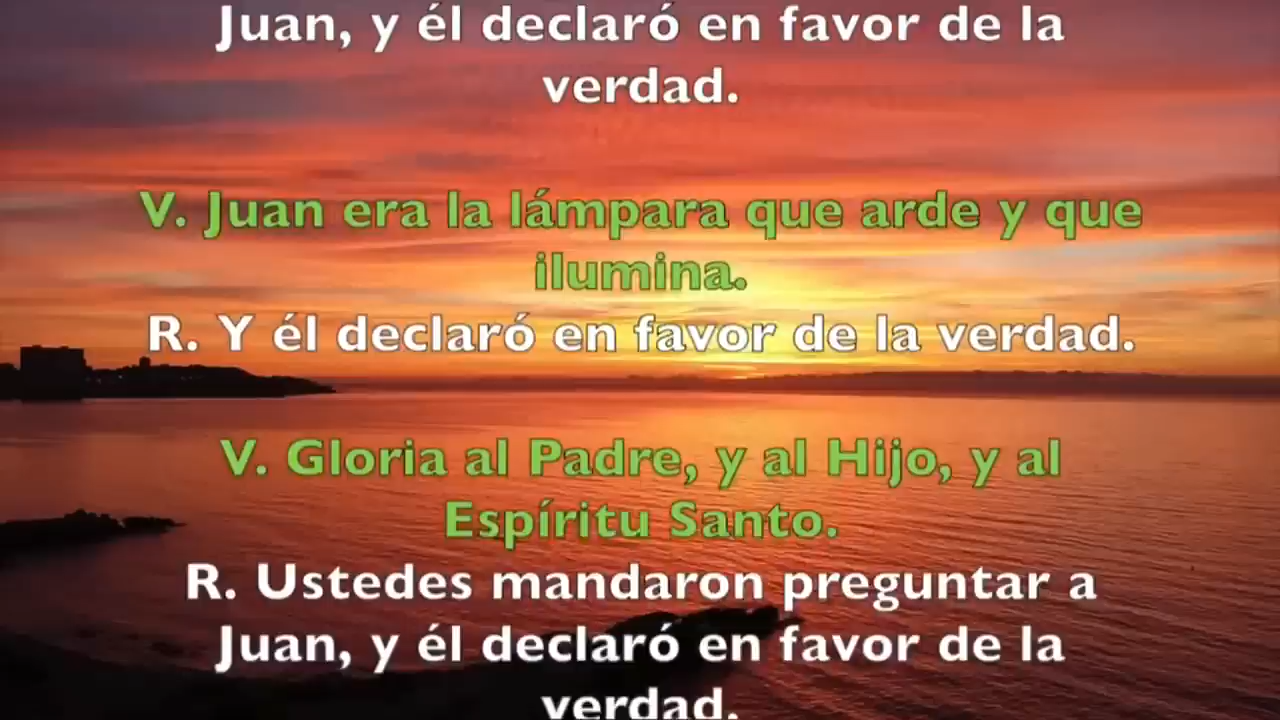 Juan, y él declaró en favor de la
verdad.
V. Juan era la lámpara que arde y que
ilumina.
R. Y él declaró en favor de la verdad.
V. Gloria al Padre, y al Hijo, y al
Espíritu Santo.
R. Ustedes mandaron preguntar a
Juan, y él declaró en favor de la
verdad.